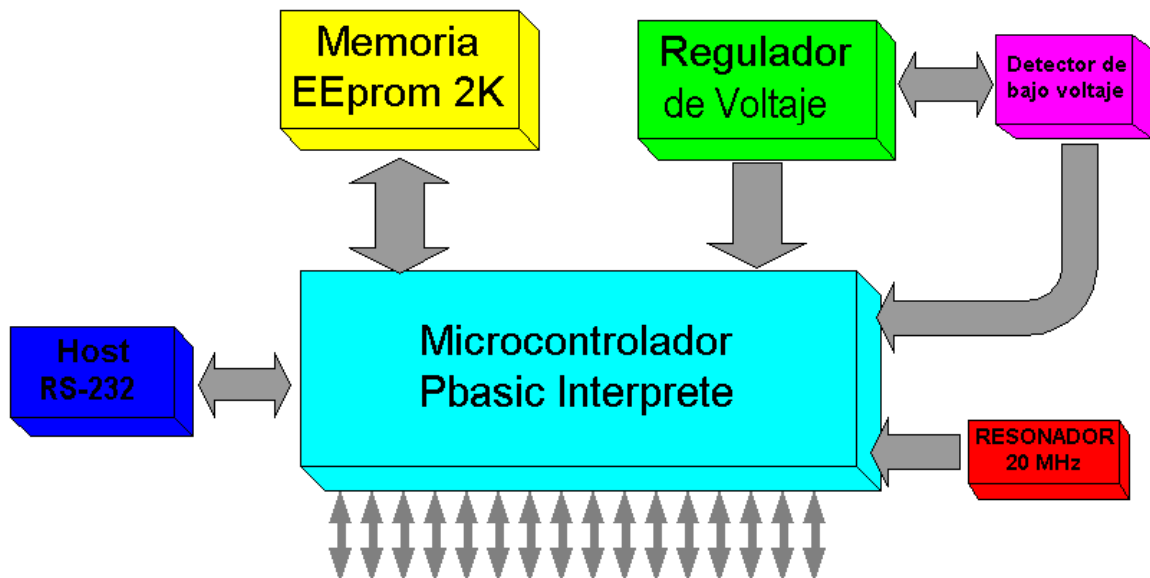 Memoria
EEprom 2K
Regulador
de Voltaje
Detector de
bajo voltaje
Host
RS-232
Microcontrolador
Pbasic Interprete
RESONADOR
20 MHz